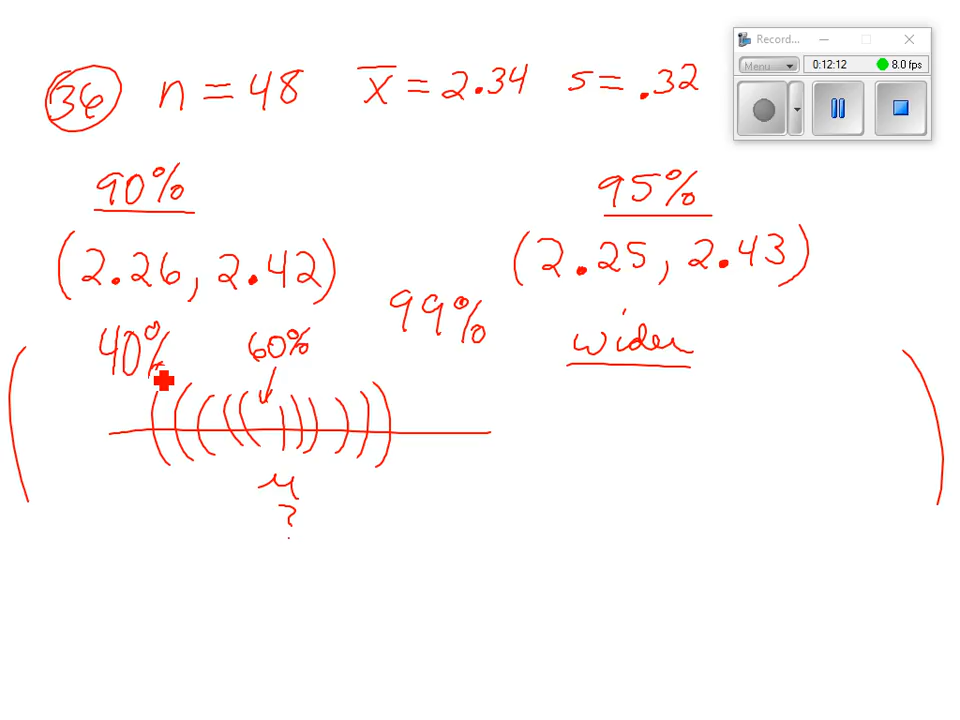 Record...
Menu
0:12:12
8.0 fps
36 n = 48 x̄ = 2.34 s = .32
90% 95%
(2.26, 2.42) (2.25, 2.43)
99%
40% 60% wider
μ
?